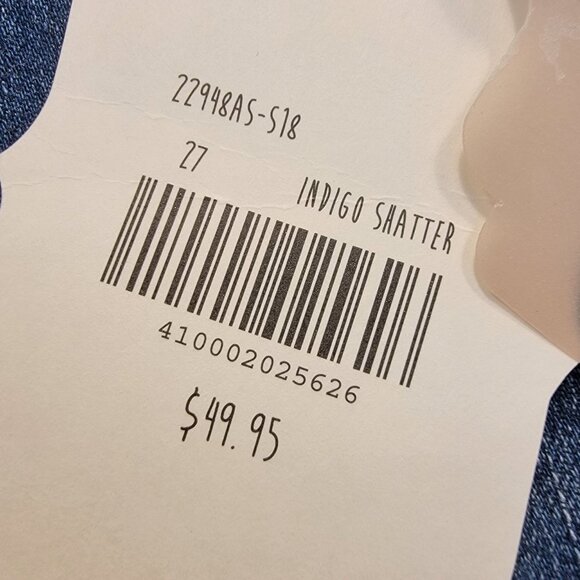 22948AS-S18
27 INDIGO SHATTER
410002025626
$49.95